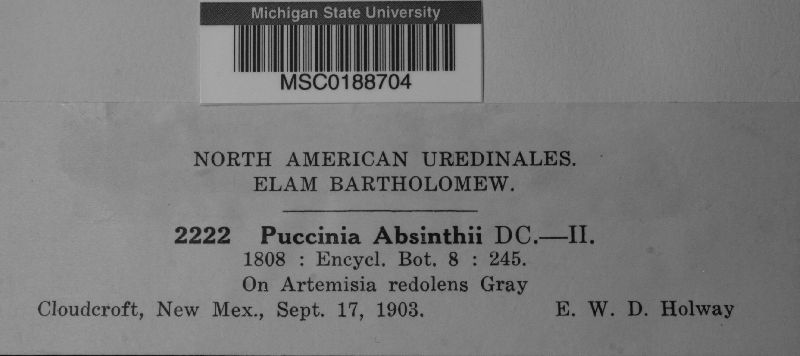 Michigan State University
MSC0188704
NORTH AMERICAN UREDINALES.
ELAM BARTHOLOMEW.
2222 Puccinia Absinthii DC.—II.
1808 : Encycl. Bot. 8 : 245.
On Artemisia redolens Gray
Cloudcroft, New Mex., Sept. 17, 1903. E. W. D. Holway